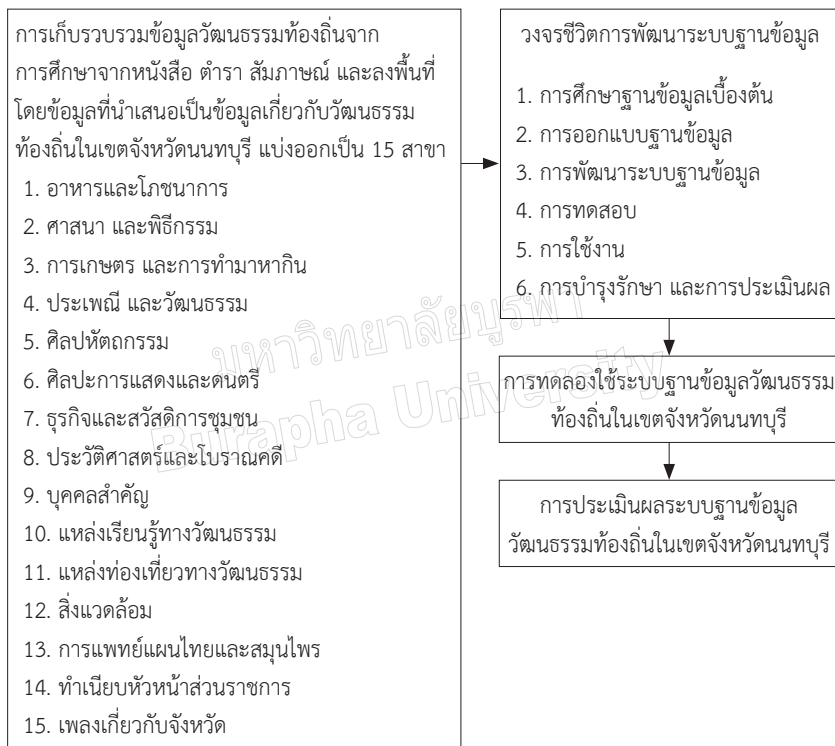 การเก็บรวบรวมข้อมูลวัฒนธรรมท้องถิ่นจาก
การศึกษาจากหนังสือ ตำรา สัมภาษณ์ และลงพื้นที่
โดยข้อมูลที่นำเสนอเป็นข้อมูลเกี่ยวกับวัฒนธรรม
ท้องถิ่นในเขตจังหวัดนนทบุรี แบ่งออกเป็น 15 สาขา
1. อาหารและโภชนาการ
2. ศาสนา และพิธีกรรม
3. การเกษตร และการทำมาหากิน
4. ประเพณี และวัฒนธรรม
5. ศิลปหัตถกรรม
6. ศิลปะการแสดงและดนตรี
7. ธุรกิจและสวัสดิการชุมชน
8. ประวัติศาสตร์และโบราณคดี
9. บุคคลสำคัญ
10. แหล่งเรียนรู้ทางวัฒนธรรม
11. แหล่งท่องเที่ยวทางวัฒนธรรม
12. สิ่งแวดล้อม
13. การแพทย์แผนไทยและสมุนไพร
14. ทำเนียบหัวหน้าส่วนราชการ
15. เพลงเกี่ยวกับจังหวัด
วงจรชีวิตการพัฒนาระบบฐานข้อมูล
1. การศึกษาฐานข้อมูลเบื้องต้น
2. การออกแบบฐานข้อมูล
3. การพัฒนาระบบฐานข้อมูล
4. การทดสอบ
5. การใช้งาน
6. การบำรุงรักษา และการประเมินผล
การทดลองใช้ระบบฐานข้อมูลวัฒนธรรม
ท้องถิ่นในเขตจังหวัดนนทบุรี
การประเมินผลระบบฐานข้อมูล
วัฒนธรรมท้องถิ่นในเขตจังหวัดนนทบุรี
มหาวิทยาลัยบูรพา
Burapha University